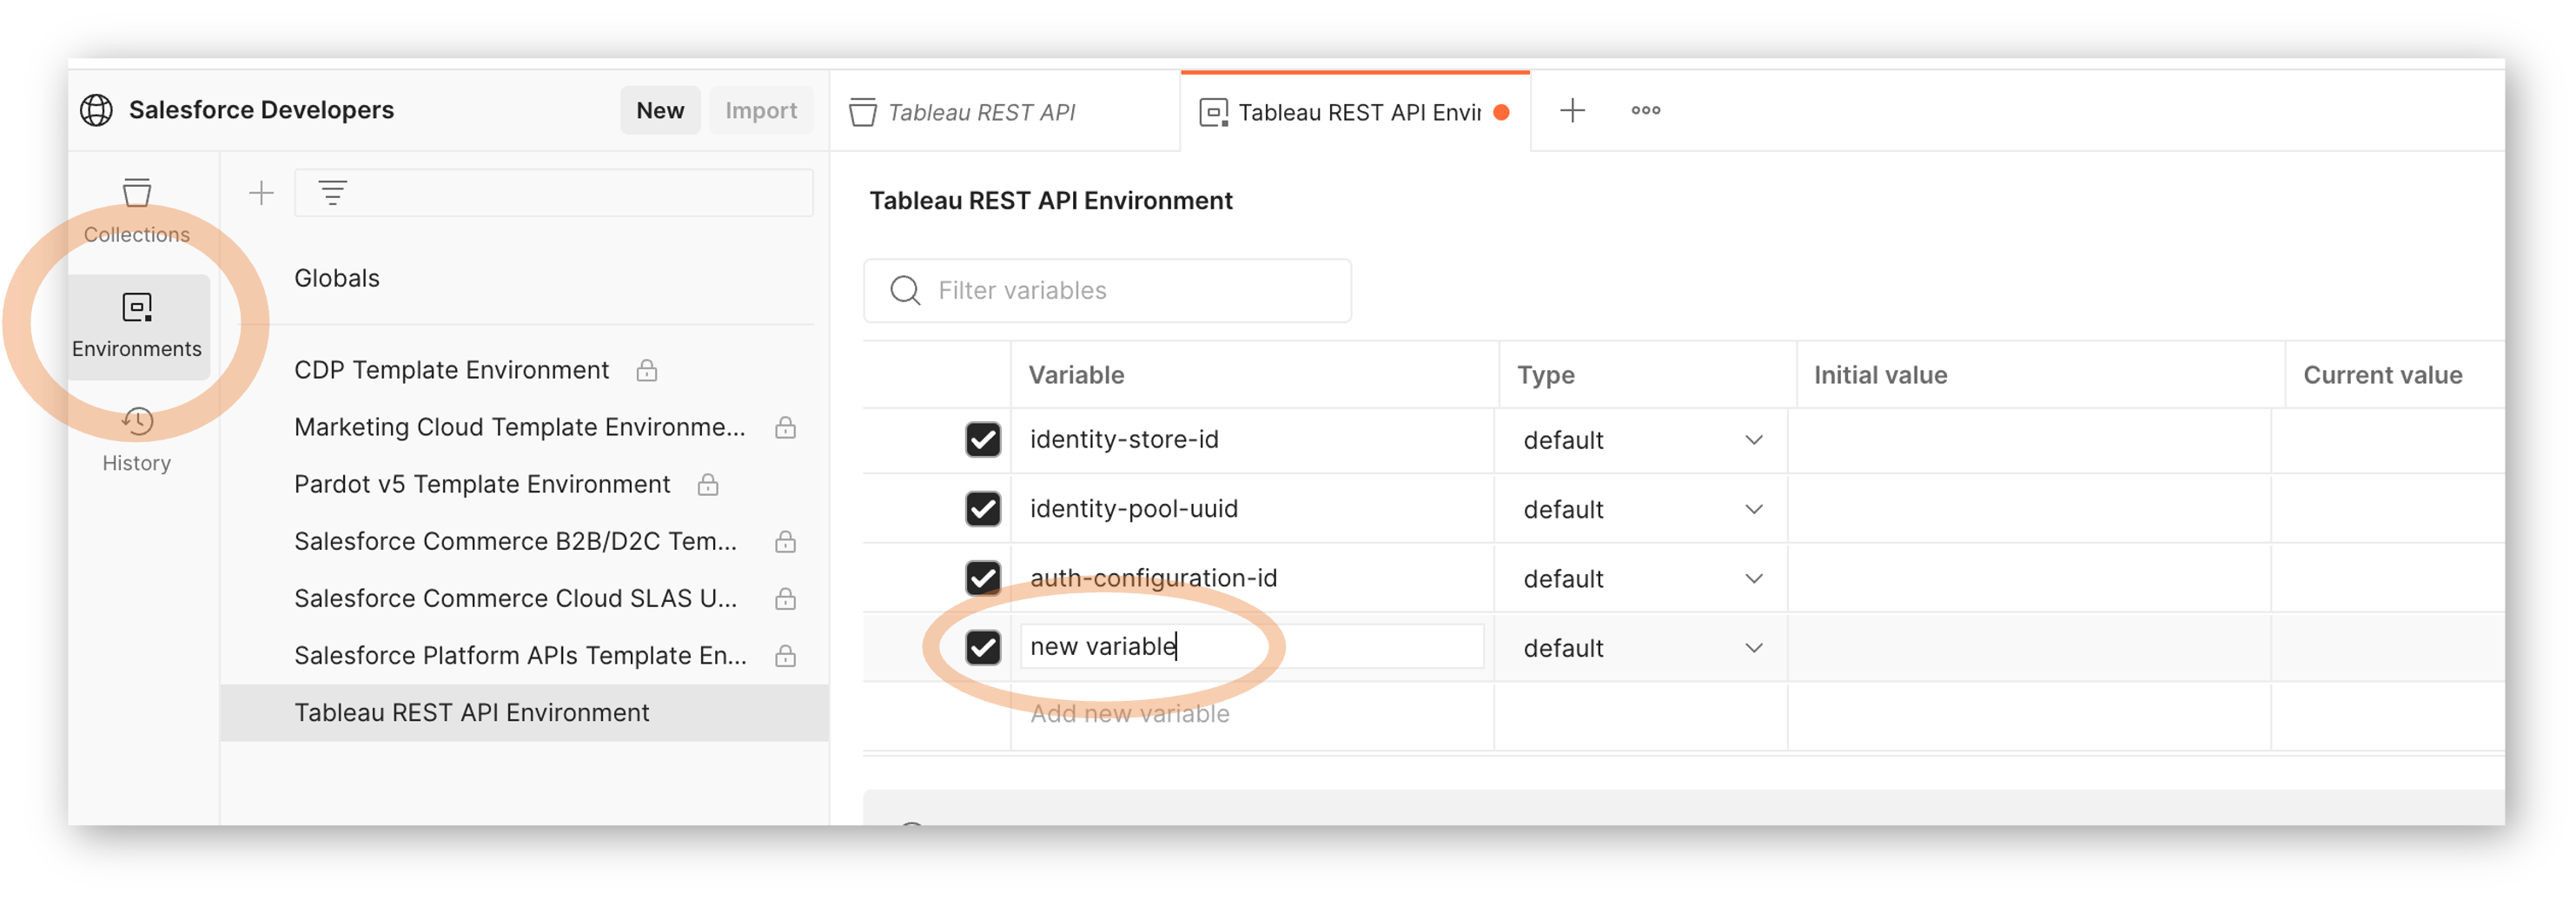 Salesforce Developers
New
Import
Tableau REST API
Tableau REST API Envir
Collections
Environments
History
Globals
CDP Template Environment
Marketing Cloud Template Environme...
Pardot v5 Template Environment
Salesforce Commerce B2B/D2C Tem...
Salesforce Commerce Cloud SLAS U...
Salesforce Platform APIs Template En...
Tableau REST API Environment
Tableau REST API Environment
Filter variables
Variable Type Initial value Current value
identity-store-id default
identity-pool-uuid default
auth-configuration-id default
new variable default
Add new variable